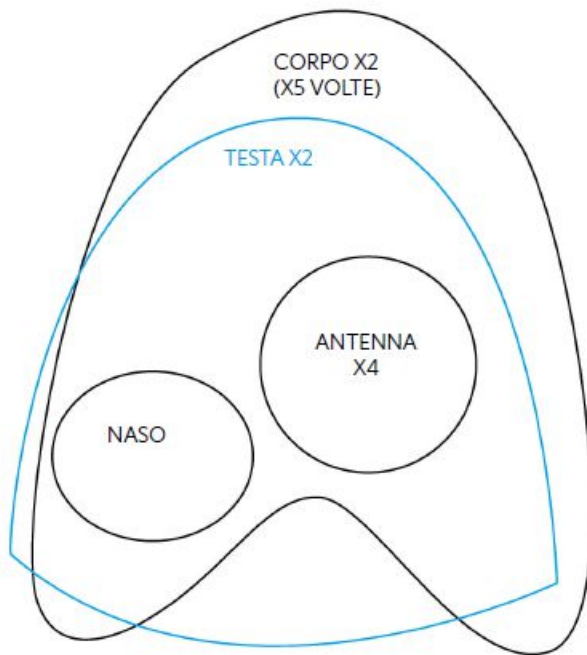 CORPO X2
(X5 VOLTE)
TESTA X2
ANTENNA
X4
NASO